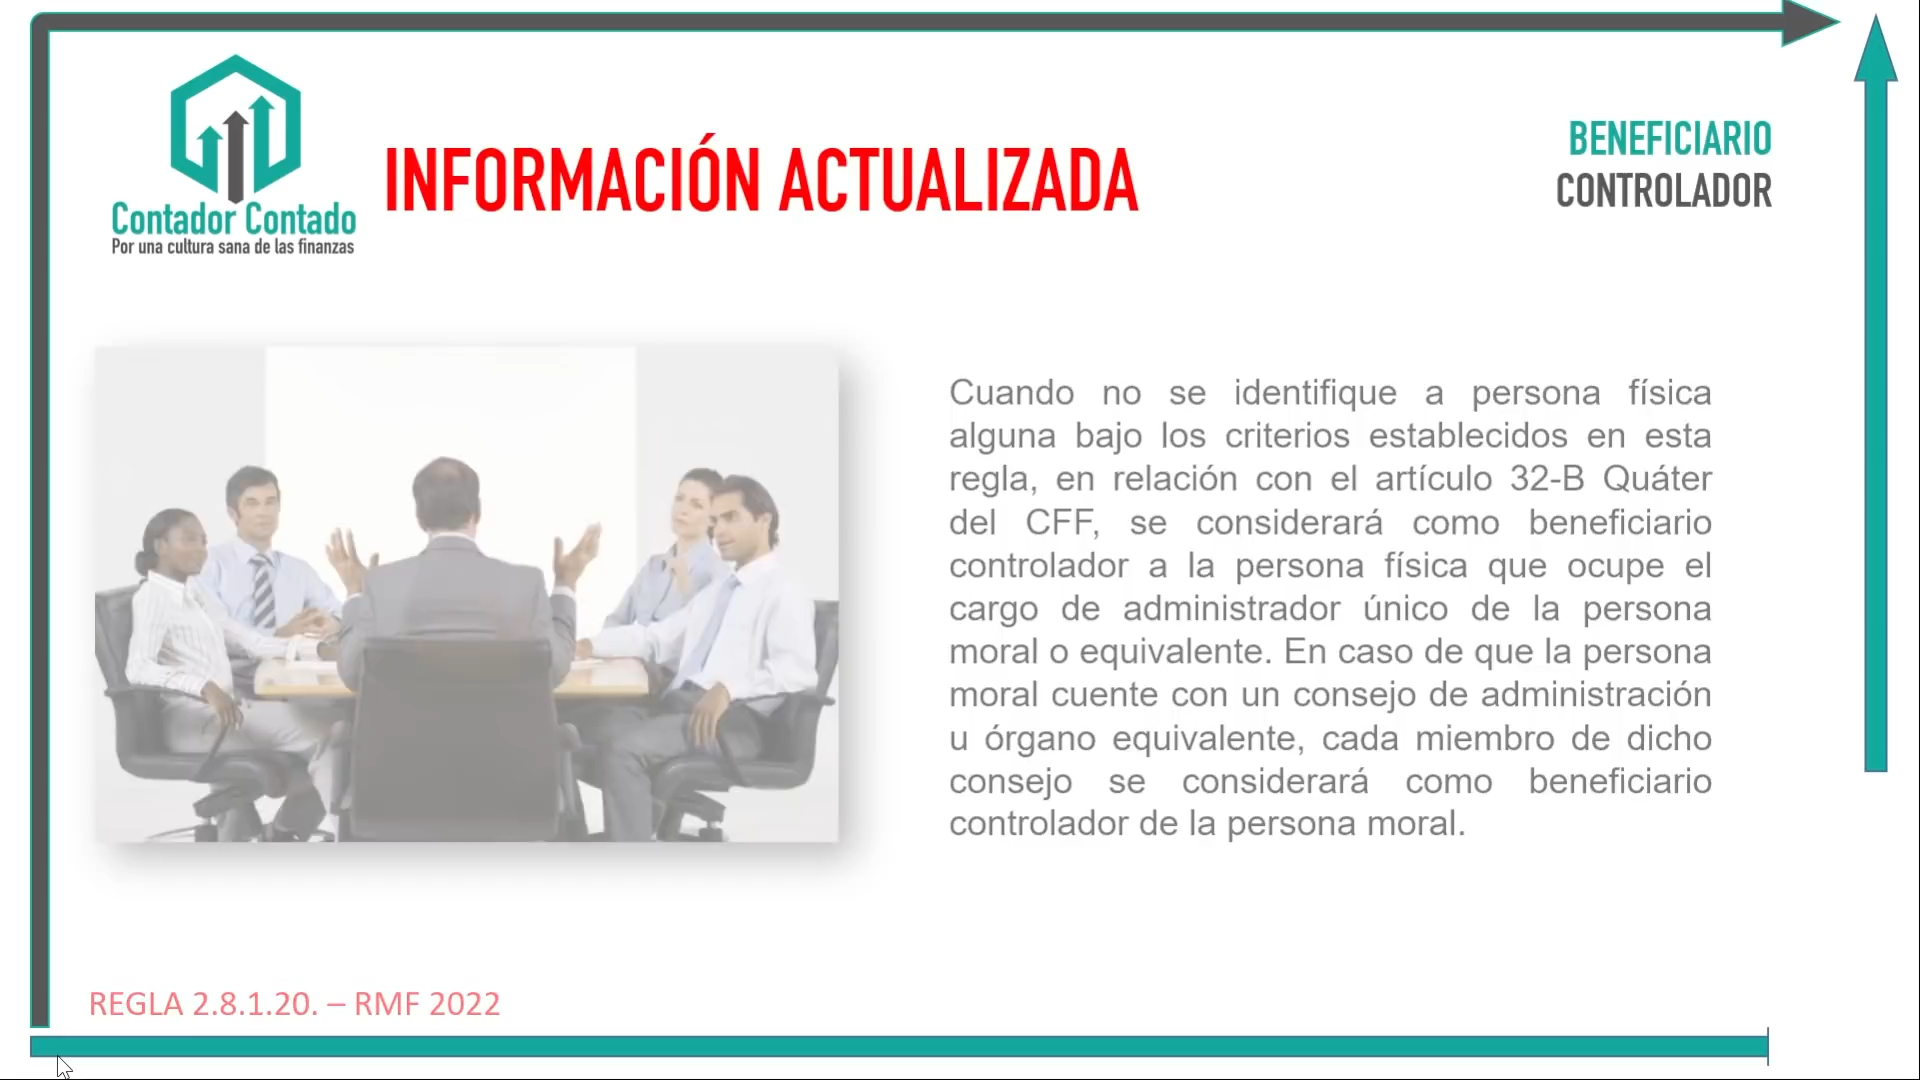 Contador Contado
Por una cultura sana de las finanzas
INFORMACIÓN ACTUALIZADA
BENEFICIARIO
CONTROLADOR
Cuando no se identifique a persona física
alguna bajo los criterios establecidos en esta
regla, en relación con el artículo 32-B Quáter
del CFF, se considerará como beneficiario
controlador a la persona física que ocupe el
cargo de administrador único de la persona
moral o equivalente. En caso de que la persona
moral cuente con un consejo de administración
u órgano equivalente, cada miembro de dicho
consejo se considerará como beneficiario
controlador de la persona moral.
REGLA 2.8.1.20. – RMF 2022